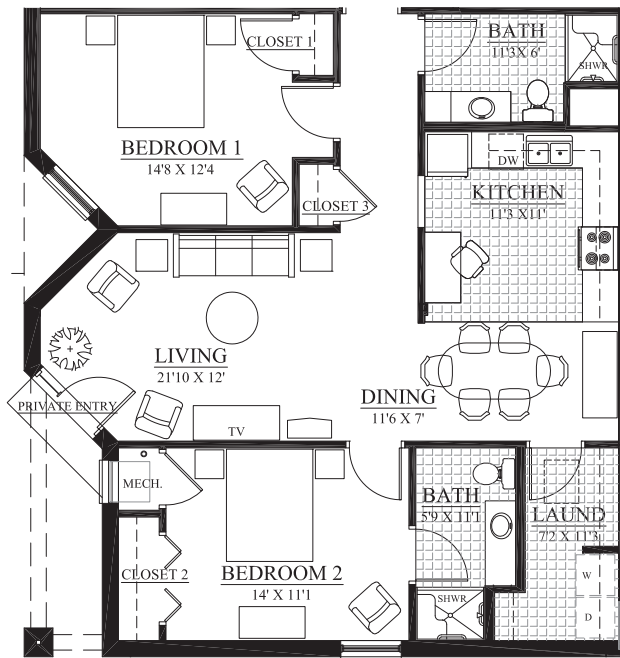 CLOSET 1
BATH
11'3X 6'
SHWR
BEDROOM 1
14'8 X 12'4
DW
KITCHEN
11'3 X11'
CLOSET 3
LIVING
21'10 X 12'
DINING
11'6 X 7'
PRIVATE ENTRY
TV
MECH.
BATH
5'9 X 11'1
LAUND
7'2 X 11'3
CLOSET 2
BEDROOM 2
14' X 11'1
SHWR
W
D